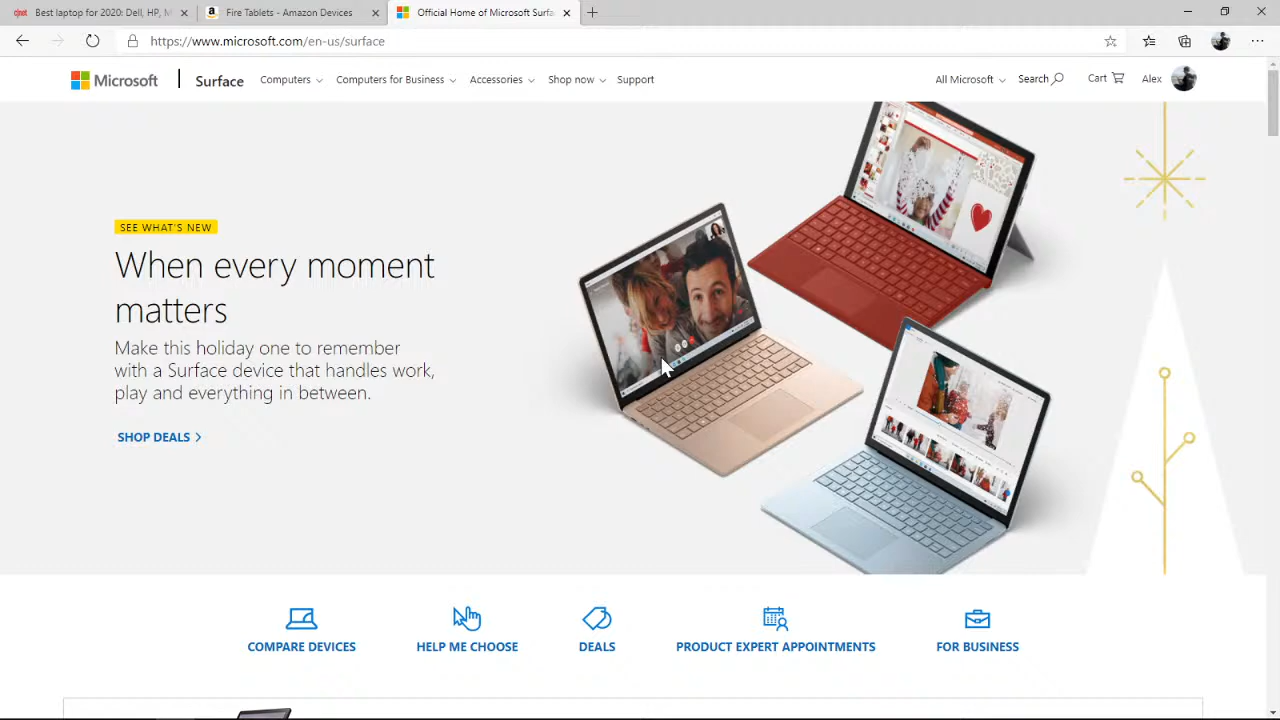 Best laptop for 2020: Dell, HP, M
Fire Tablets - Amazon Devices
Official Home of Microsoft Surfa
https://www.microsoft.com/en-us/surface
Microsoft
Surface
Computers
Computers for Business
Accessories
Shop now
Support
All Microsoft
Search
Cart
Alex
SEE WHAT'S NEW
When every moment
matters
Make this holiday one to remember
with a Surface device that handles work,
play and everything in between.
SHOP DEALS
COMPARE DEVICES
HELP ME CHOOSE
DEALS
PRODUCT EXPERT APPOINTMENTS
FOR BUSINESS